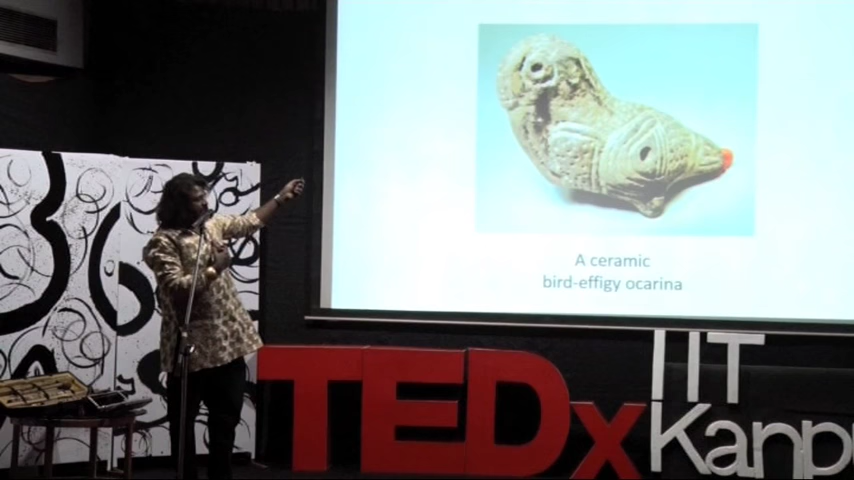 A ceramic
bird-effigy ocarina
TEDx
IIT
Kanpu